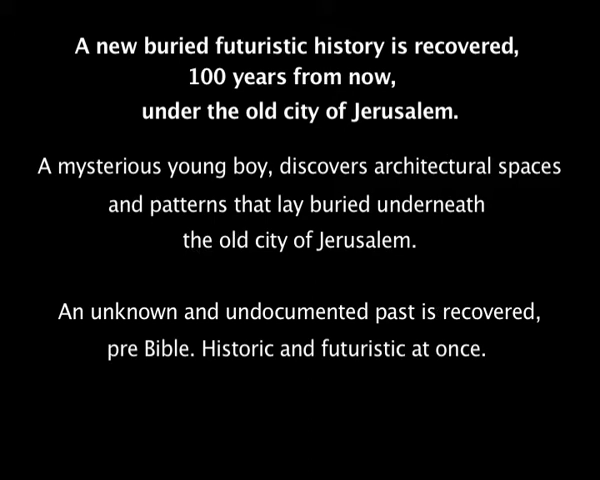 A new buried futuristic history is recovered,
100 years from now,
under the old city of Jerusalem.
A mysterious young boy, discovers architectural spaces
and patterns that lay buried underneath
the old city of Jerusalem.
An unknown and undocumented past is recovered,
pre Bible. Historic and futuristic at once.